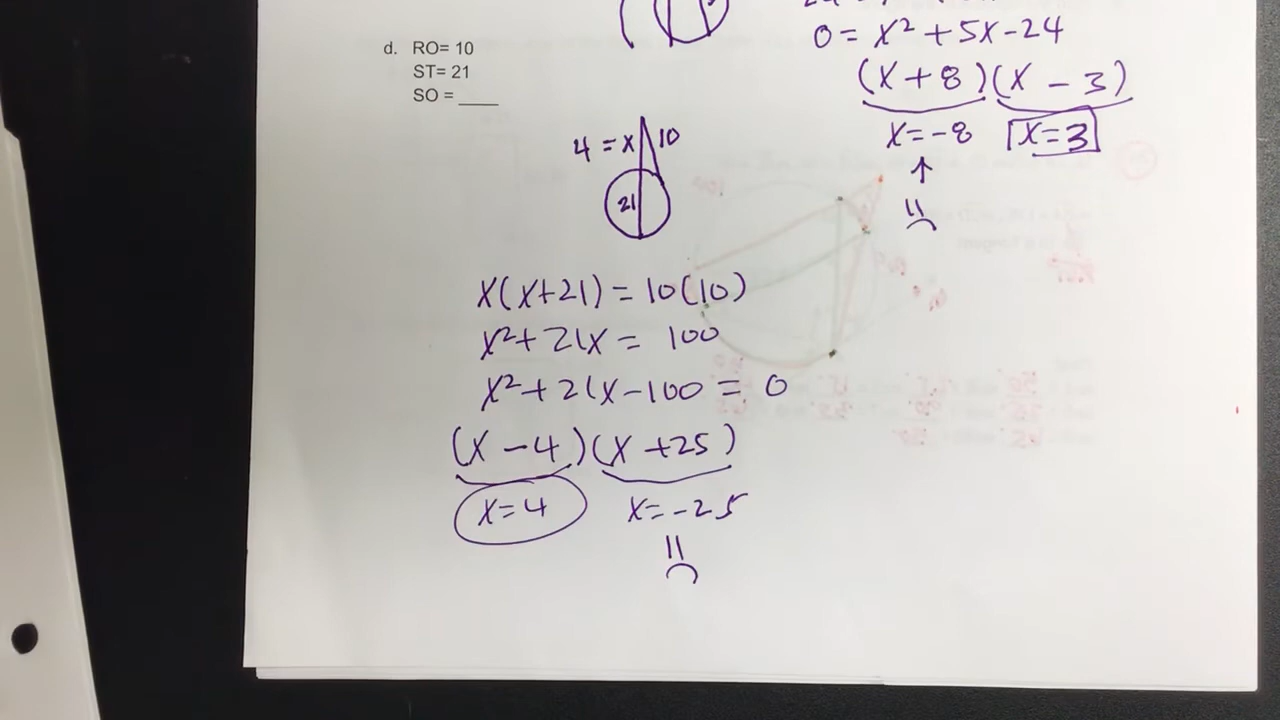 0 = x² + 5x - 24
(x + 8)(x - 3)
x = -8 x = 3
d. RO= 10
ST= 21
SO = ____
4 = x 10
21
x(x+21) = 10(10)
x² + 21x = 100
x² + 21x - 100 = 0
(x - 4)(x + 25)
x = 4 x = -25